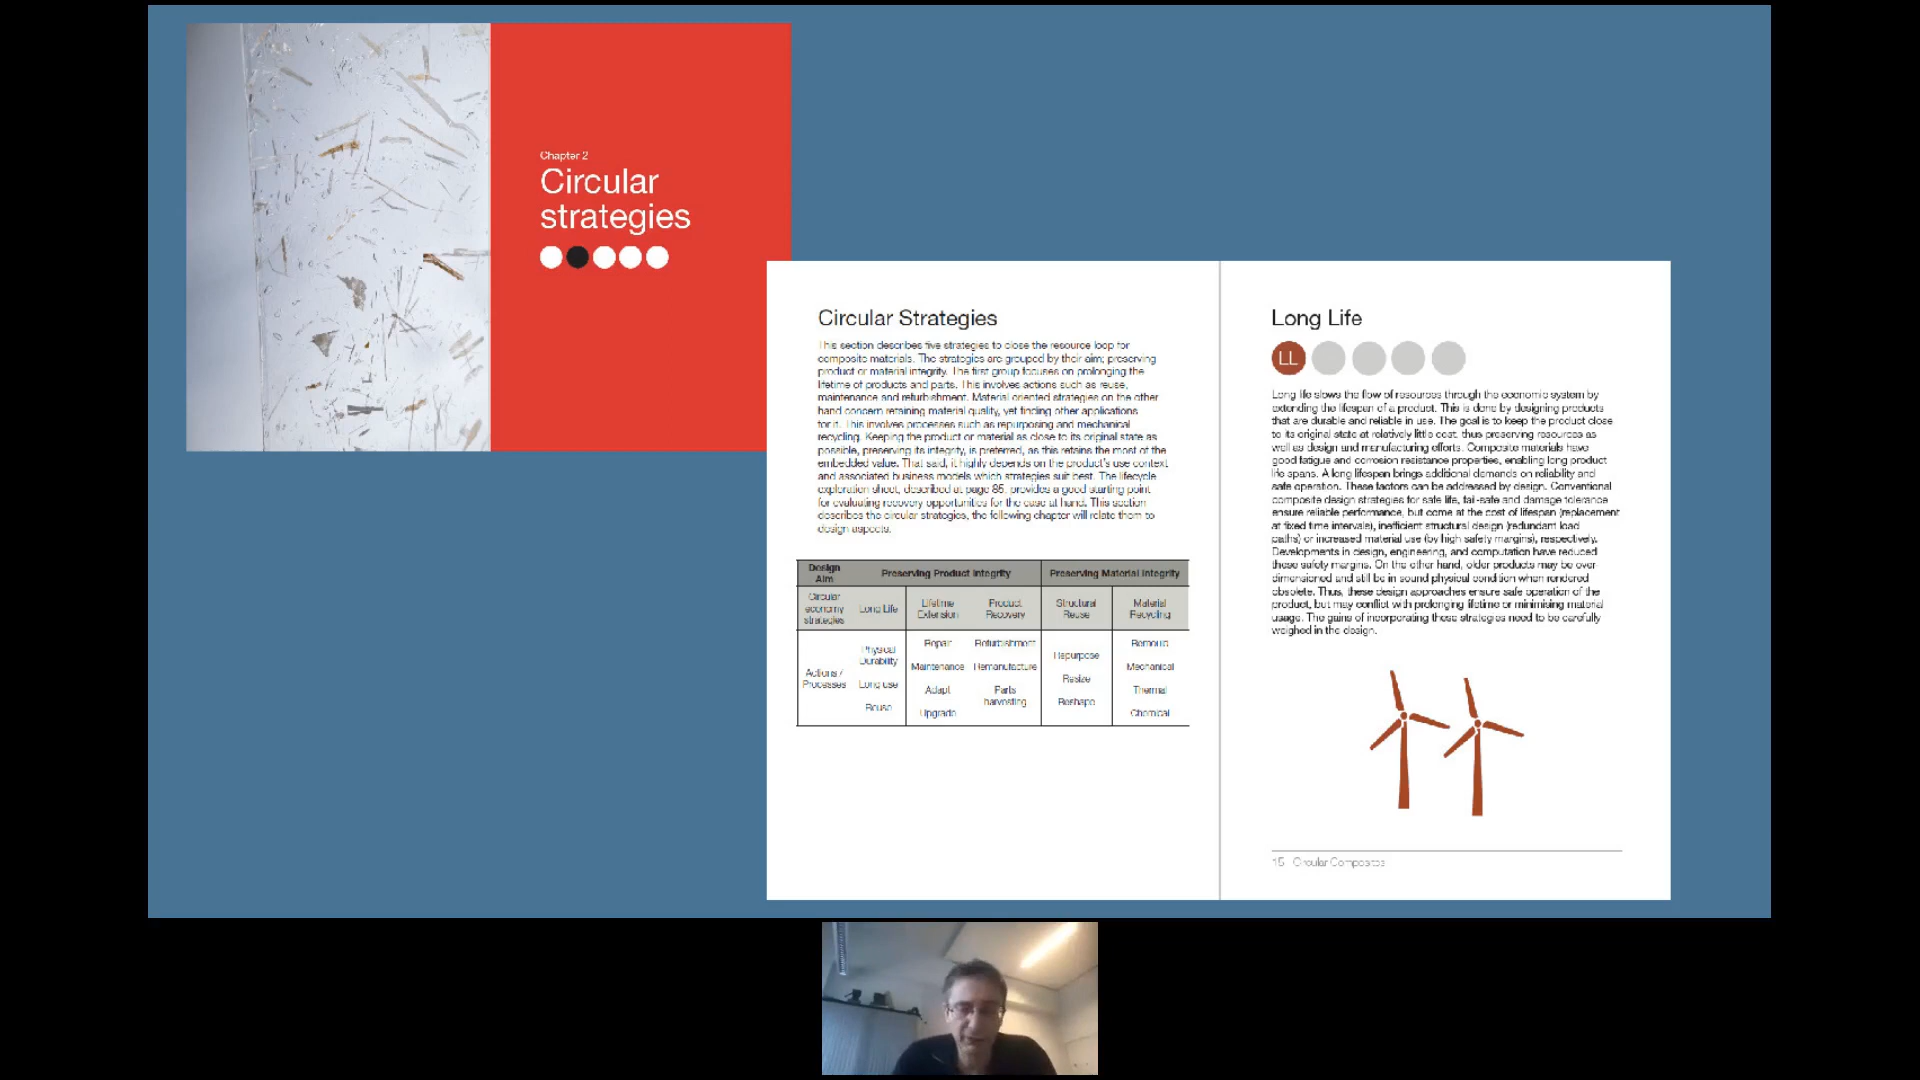 Chapter 2
Circular
strategies
Circular Strategies
This section describes five strategies to close the resource loop for
composite materials. The strategies are grouped by their aim; preserving
product or material integrity. The first group focuses on prolonging the
lifetime of products and parts. This involves actions such as reuse,
maintenance and refurbishment. Material oriented strategies on the other
hand concern retaining material quality, yet finding other applications
for it. This involves processes such as repurposing and mechanical
recycling. Keeping the product or material as close to its original state as
possible, preserving its integrity, is preferred, as this retains the most of the
embedded value. That said, it highly depends on the product's use context
and associated business models which strategies suit best. The lifecycle
exploration sheet, described at page 85, provides a good starting point
for evaluating recovery opportunities for the case at hand. This section
describes the circular strategies, the following chapter will relate them to
design aspects.
Design Aim Preserving Product Integrity Preserving Material Integrity
Circular economy strategies Long Life Lifetime Extension Product Recovery Structural Reuse Material Recycling
Actions / Processes
Physical Durability
Long use
Reuse
Repair
Maintenance
Adapt
Upgrade
Refurbishment
Remanufacture
Parts harvesting
Repurpose
Resize
Reshape
Remould
Mechanical
Thermal
Chemical
Long Life
LL
Long life slows the flow of resources through the economic system by
extending the lifespan of a product. This is done by designing products
that are durable and reliable in use. The goal is to keep the product close
to its original state at relatively little cost, thus preserving resources as
well as design and manufacturing efforts. Composite materials have
good fatigue and corrosion resistance properties, enabling long product
life spans. A long lifespan brings additional demands on reliability and
safe operation. These factors can be addressed by design. Conventional
composite design strategies for safe life, fail-safe and damage tolerance
ensure reliable performance, but come at the cost of lifespan (replacement
at fixed time intervals), inefficient structural design (redundant load
paths) or increased material use (by high safety margins), respectively.
Developments in design, engineering, and computation have reduced
these safety margins. On the other hand, older products may be over
dimensioned and still be in sound physical condition when rendered
obsolete. Thus, these design approaches ensure safe operation of the
product, but may conflict with prolonging lifetime or minimising material
usage. The gains of incorporating these strategies need to be carefully
weighed in the design.
15 Circular Composites